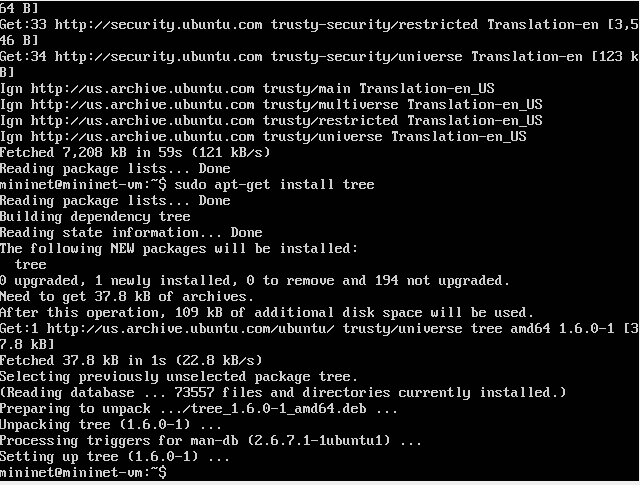 64 B]
Get:33 http://security.ubuntu.com trusty-security/restricted Translation-en [3,5
46 B]
Get:34 http://security.ubuntu.com trusty-security/universe Translation-en [123 k
B]
Ign http://us.archive.ubuntu.com trusty/main Translation-en_US
Ign http://us.archive.ubuntu.com trusty/multiverse Translation-en_US
Ign http://us.archive.ubuntu.com trusty/restricted Translation-en_US
Ign http://us.archive.ubuntu.com trusty/universe Translation-en_US
Fetched 7,208 kB in 59s (121 kB/s)
Reading package lists... Done
mininet@mininet-vm:~$ sudo apt-get install tree
Reading package lists... Done
Building dependency tree
Reading state information... Done
The following NEW packages will be installed:
  tree
0 upgraded, 1 newly installed, 0 to remove and 194 not upgraded.
Need to get 37.8 kB of archives.
After this operation, 109 kB of additional disk space will be used.
Get:1 http://us.archive.ubuntu.com/ubuntu/ trusty/universe tree amd64 1.6.0-1 [3
7.8 kB]
Fetched 37.8 kB in 1s (22.8 kB/s)
Selecting previously unselected package tree.
(Reading database ... 73557 files and directories currently installed.)
Preparing to unpack .../tree_1.6.0-1_amd64.deb ...
Unpacking tree (1.6.0-1) ...
Processing triggers for man-db (2.6.7.1-1ubuntu1) ...
Setting up tree (1.6.0-1) ...
mininet@mininet-vm:~$